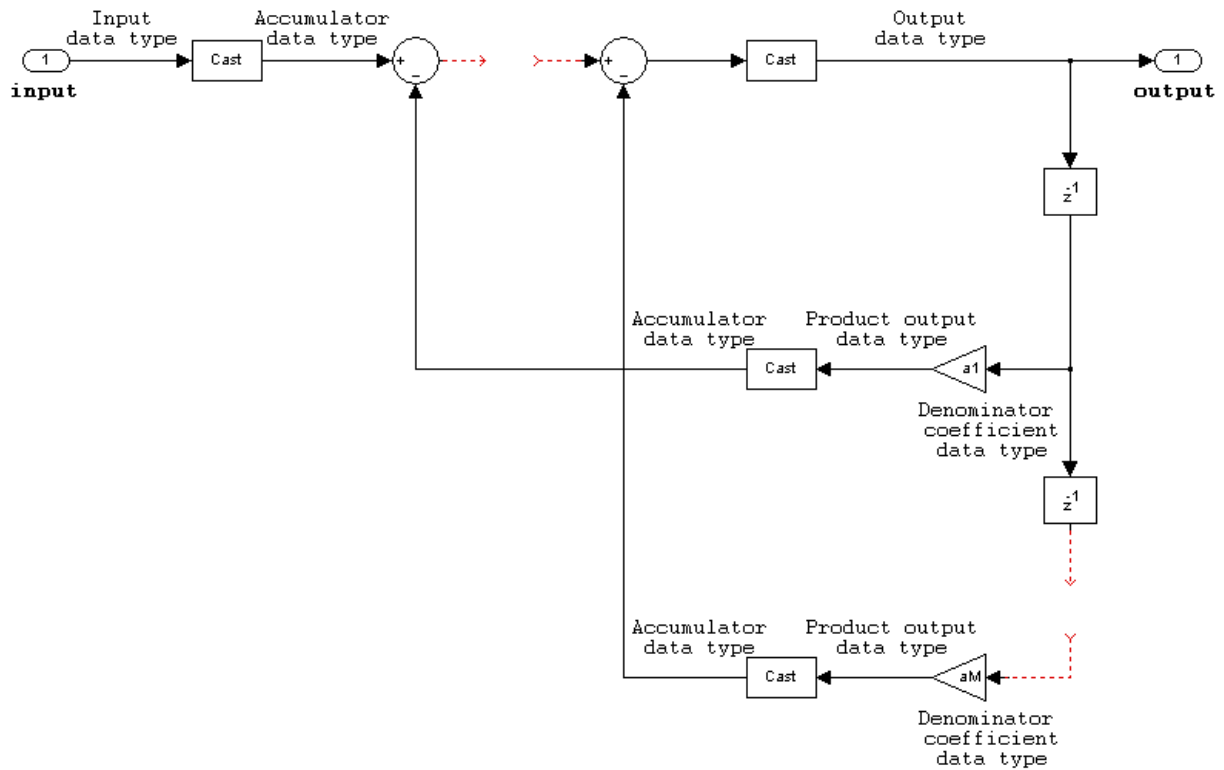 Input
data type
Accumulator
data type
Output
data type
1
Cast
+
−
+
−
Cast
1
input
output
z-1
Accumulator
data type
Product output
data type
Cast
a1
Denominator
coefficient
data type
z-1
Accumulator
data type
Product output
data type
Cast
aM
Denominator
coefficient
data type